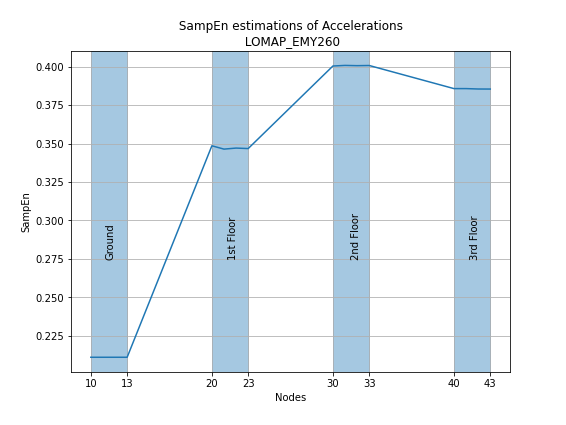 SampEn estimations of Accelerations
LOMAP_EMY260
0.400
0.375
0.350
0.325
0.300
0.275
0.250
0.225
SampEn
Ground
1st Floor
2nd Floor
3rd Floor
10 13 20 23 30 33 40 43
Nodes